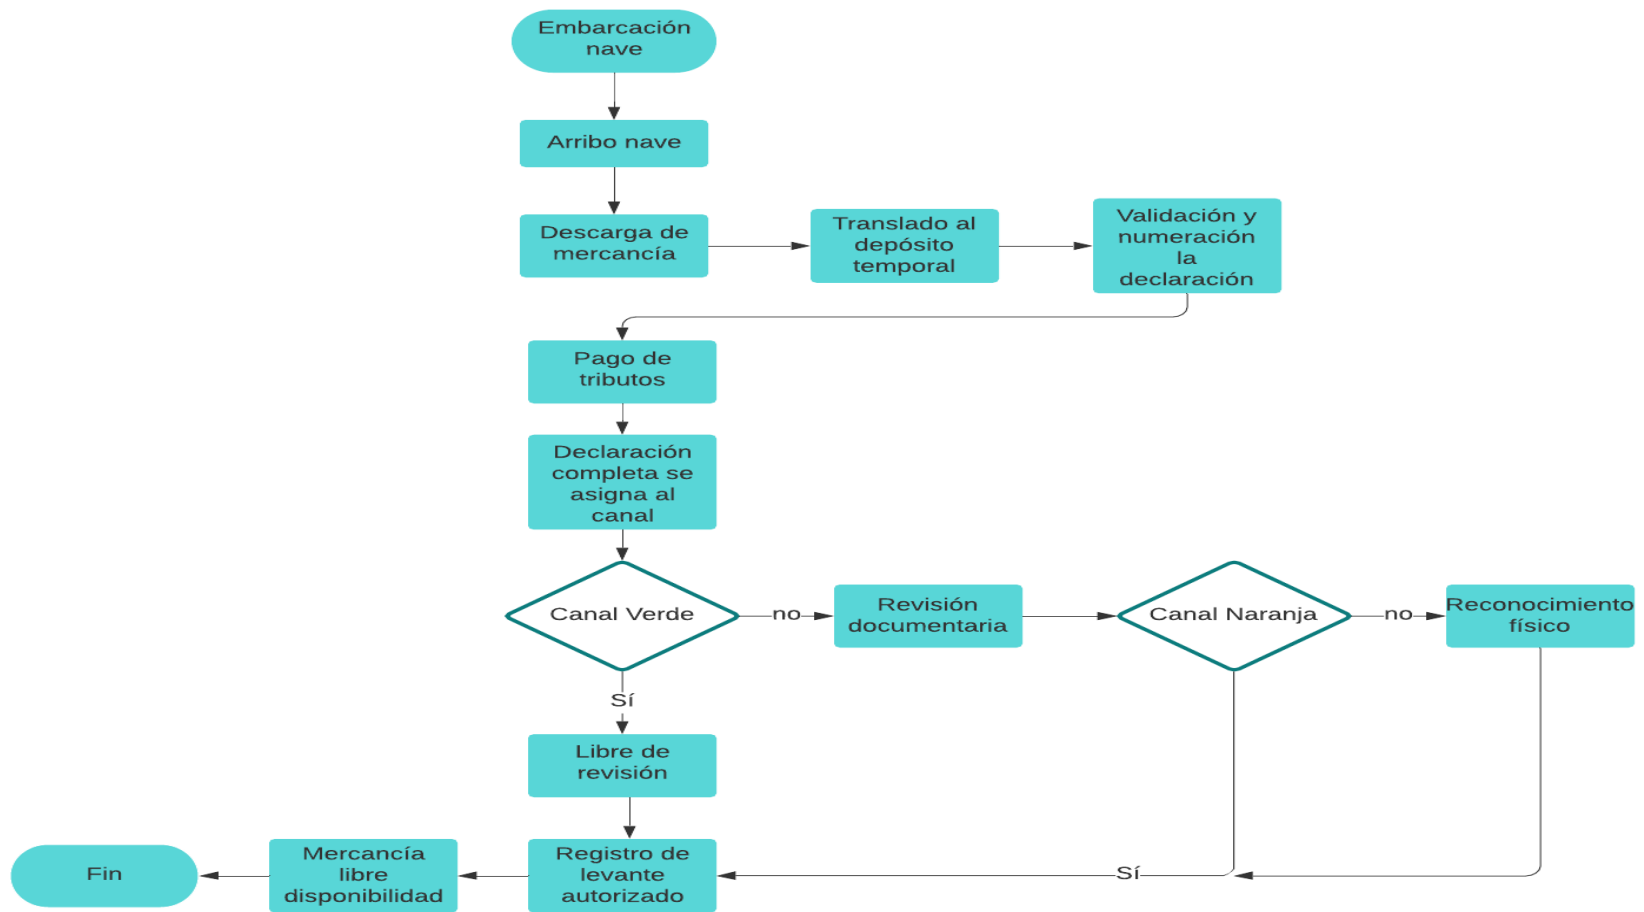 Embarcación
nave
Arribo nave
Descarga de
mercancía
Translado al
depósito
temporal
Validación y
numeración
la
declaración
Pago de
tributos
Declaración
completa se
asigna al
canal
Canal Verde
no
Revisión
documentaria
Canal Naranja
no
Reconocimiento
físico
Sí
Libre de
revisión
Fin
Mercancía
libre
disponibilidad
Registro de
levante
autorizado
Sí